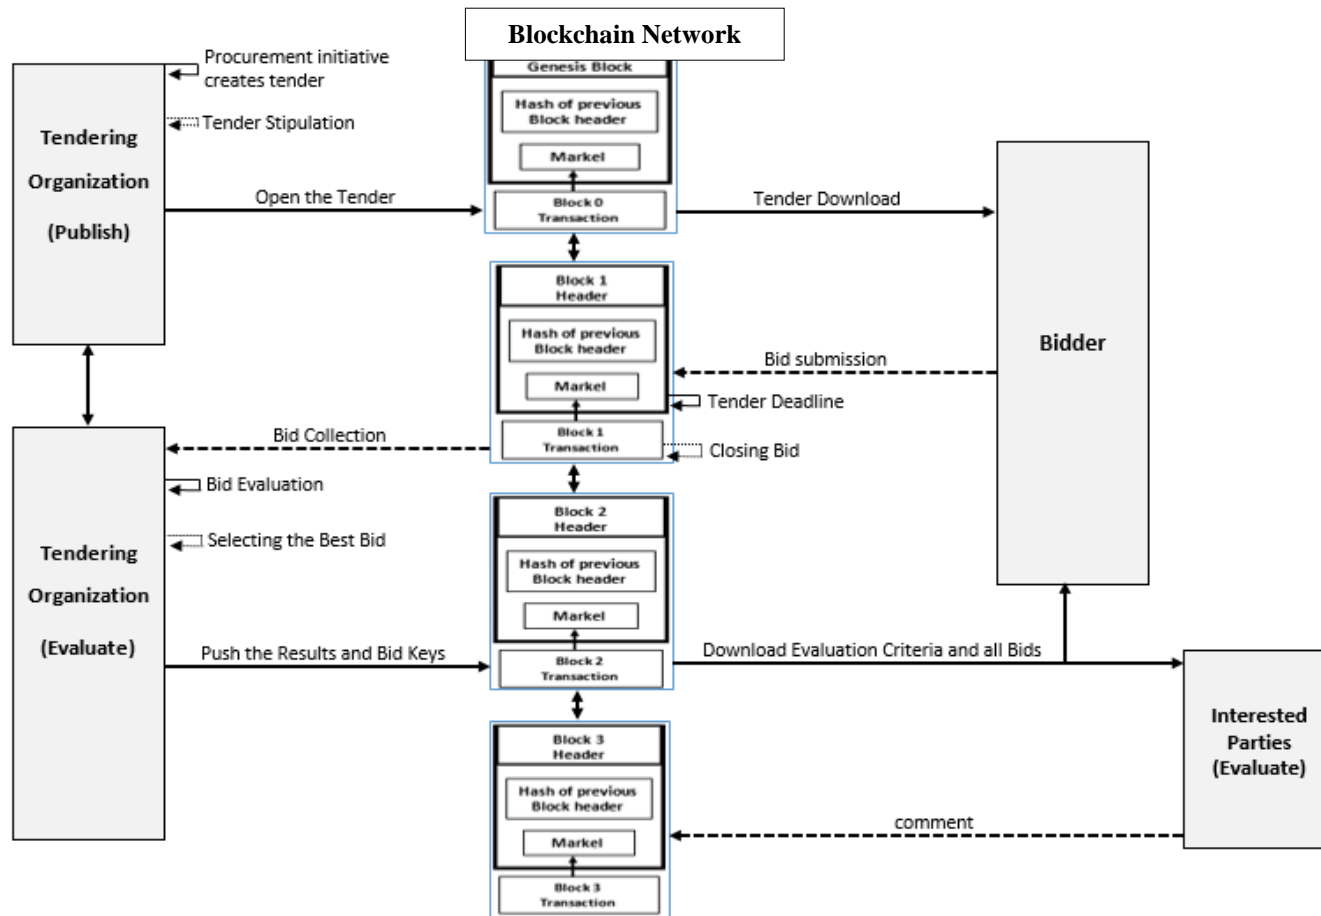 Blockchain Network
Procurement initiative
creates tender
Tender Stipulation
Tendering
Organization
(Publish)
Open the Tender
Genesis Block
Hash of previous
Block header
Markel
Block 0
Transaction
Tender Download
Block 1
Header
Hash of previous
Block header
Markel
Block 1
Transaction
Bidder
Bid submission
Tender Deadline
Closing Bid
Bid Collection
Bid Evaluation
Selecting the Best Bid
Tendering
Organization
(Evaluate)
Push the Results and Bid Keys
Block 2
Header
Hash of previous
Block header
Markel
Block 2
Transaction
Download Evaluation Criteria and all Bids
Interested
Parties
(Evaluate)
Block 3
Header
Hash of previous
Block header
Markel
Block 3
Transaction
comment